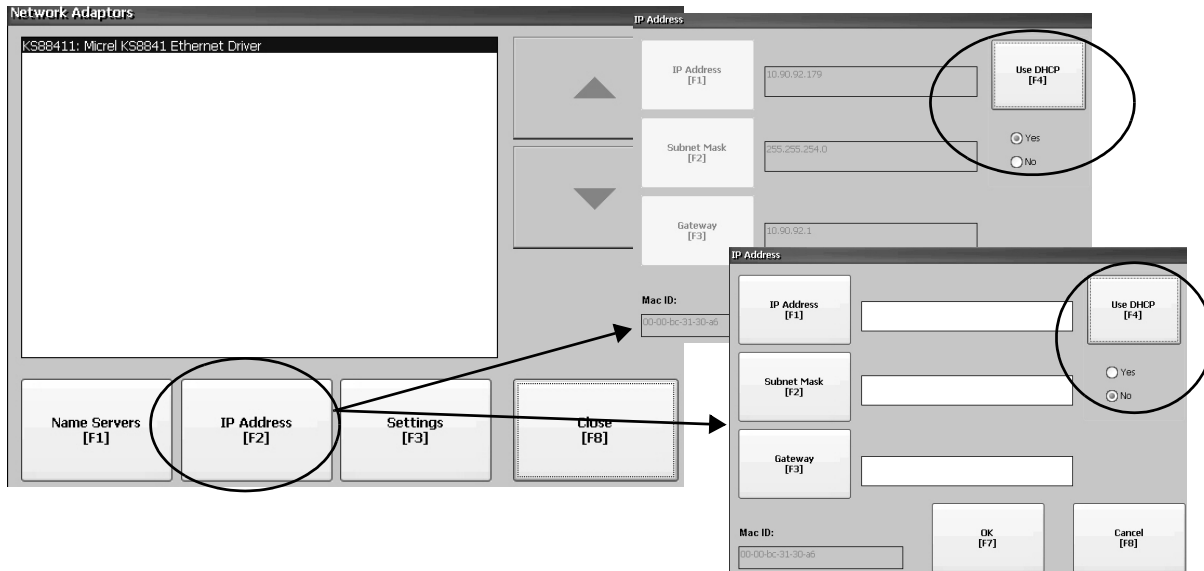 Network Adaptors
KS88411: Micrel KS8841 Ethernet Driver
Name Servers
[F1]
IP Address
[F2]
Settings
[F3]
Close
[F8]
IP Address
IP Address
[F1]
10.90.92.179
Use DHCP
[F4]
Yes
No
Subnet Mask
[F2]
255.255.254.0
Gateway
[F3]
10.90.92.1
Mac ID:
00-00-bc-31-30-a6
IP Address
IP Address
[F1]
Use DHCP
[F4]
Yes
No
Subnet Mask
[F2]
Gateway
[F3]
Mac ID:
00-00-bc-31-30-a6
OK
[F7]
Cancel
[F8]